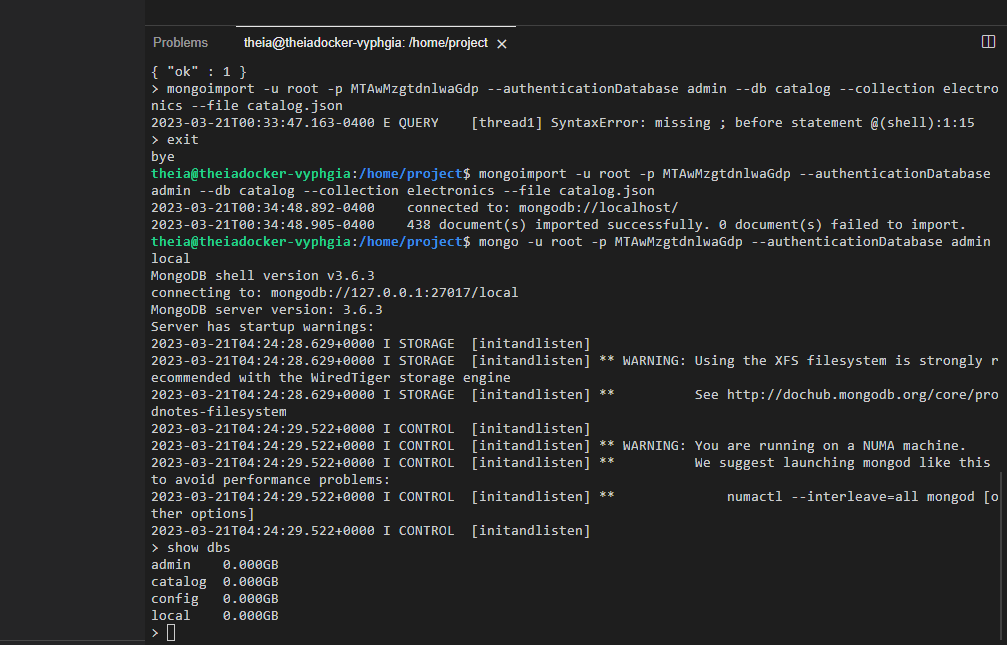 Problems theia@theiadocker-vyphgia: /home/project ×
{ "ok" : 1 }
> mongoimport -u root -p MTAwMzgtdnlwaGdp --authenticationDatabase admin --db catalog --collection electro
nics --file catalog.json
2023-03-21T00:33:47.163-0400 E QUERY    [thread1] SyntaxError: missing ; before statement @(shell):1:15
> exit
bye
theia@theiadocker-vyphgia:/home/project$ mongoimport -u root -p MTAwMzgtdnlwaGdp --authenticationDatabase
admin --db catalog --collection electronics --file catalog.json
2023-03-21T00:34:48.892-0400    connected to: mongodb://localhost/
2023-03-21T00:34:48.905-0400    438 document(s) imported successfully. 0 document(s) failed to import.
theia@theiadocker-vyphgia:/home/project$ mongo -u root -p MTAwMzgtdnlwaGdp --authenticationDatabase admin
local
MongoDB shell version v3.6.3
connecting to: mongodb://127.0.0.1:27017/local
MongoDB server version: 3.6.3
Server has startup warnings:
2023-03-21T04:24:28.629+0000 I STORAGE  [initandlisten]
2023-03-21T04:24:28.629+0000 I STORAGE  [initandlisten] ** WARNING: Using the XFS filesystem is strongly r
ecommended with the WiredTiger storage engine
2023-03-21T04:24:28.629+0000 I STORAGE  [initandlisten] **          See http://dochub.mongodb.org/core/pro
dnotes-filesystem
2023-03-21T04:24:29.522+0000 I CONTROL  [initandlisten]
2023-03-21T04:24:29.522+0000 I CONTROL  [initandlisten] ** WARNING: You are running on a NUMA machine.
2023-03-21T04:24:29.522+0000 I CONTROL  [initandlisten] **          We suggest launching mongod like this
to avoid performance problems:
2023-03-21T04:24:29.522+0000 I CONTROL  [initandlisten] **              numactl --interleave=all mongod [o
ther options]
2023-03-21T04:24:29.522+0000 I CONTROL  [initandlisten]
> show dbs
admin    0.000GB
catalog  0.000GB
config   0.000GB
local    0.000GB
>